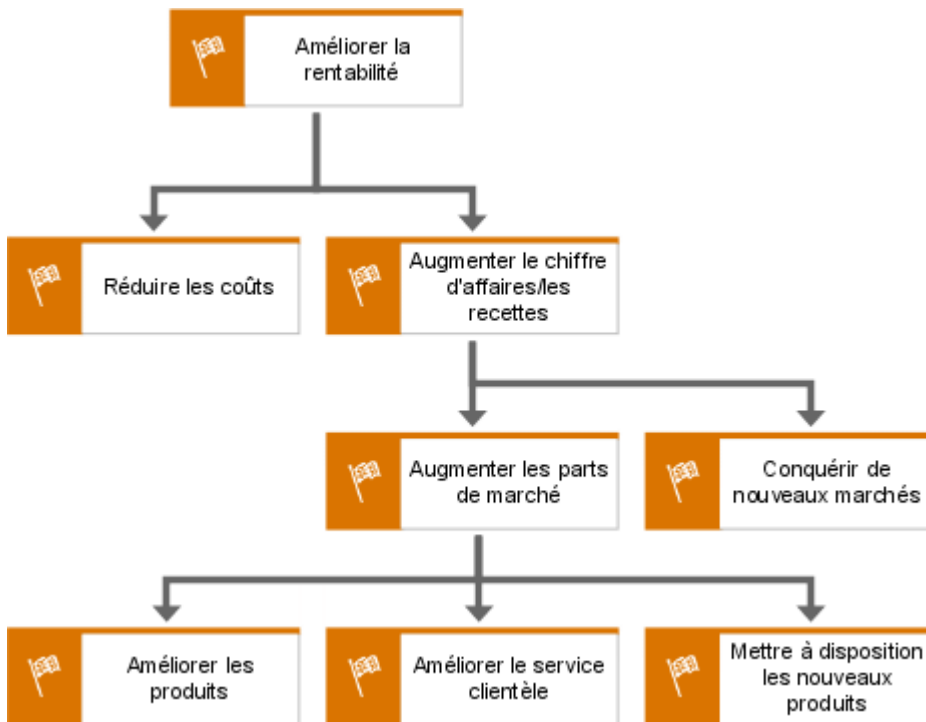 Améliorer la
rentabilité
Réduire les coûts
Augmenter le chiffre
d'affaires/les
recettes
Augmenter les parts
de marché
Conquérir de
nouveaux marchés
Améliorer les
produits
Améliorer le service
clientèle
Mettre à disposition
les nouveaux
produits